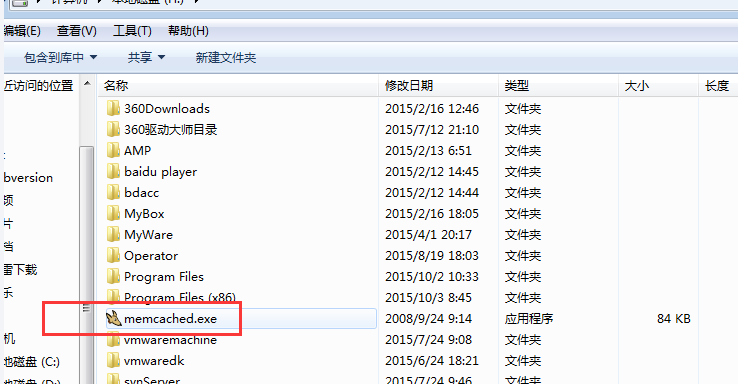 计算机 ▸ 本地磁盘 (H:) ▸
编辑(E) 查看(V) 工具(T) 帮助(H)
包含到库中 共享 新建文件夹
近访问的位置 名称 修改日期 类型 大小 长度
360Downloads 2015/2/16 12:46 文件夹
360驱动大师目录 2015/7/12 21:10 文件夹
AMP 2015/2/13 6:51 文件夹
baidu player 2015/2/12 14:45 文件夹
bversion
bdacc 2015/2/12 14:44 文件夹
频
MyBox 2015/2/16 18:05 文件夹
片
MyWare 2015/4/1 20:17 文件夹
档
Operator 2015/8/19 18:03 文件夹
雷下载
Program Files 2015/10/2 10:33 文件夹
乐
Program Files (x86) 2015/10/3 8:45 文件夹
memcached.exe 2008/9/24 9:14 应用程序 84 KB
机
vmwaremachine 2015/7/24 9:08 文件夹
地磁盘 (C:)
vmwaredk 2015/6/24 18:21 文件夹
地磁盘 (D:)
svnServer 2015/7/24 9:46 文件夹